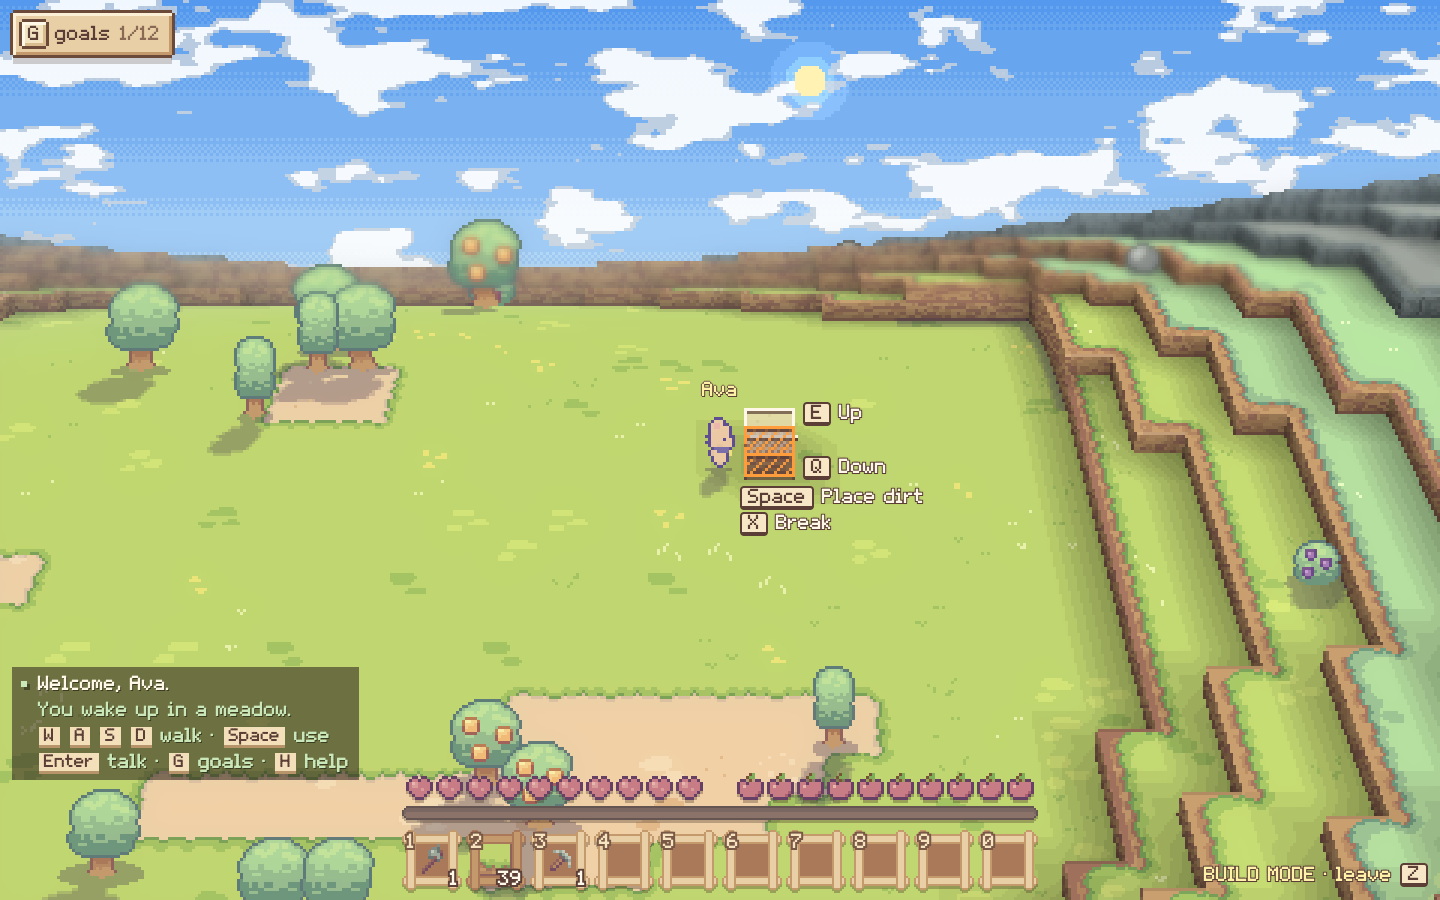 G goals 1/12
Ava
E Up
Q Down
Space Place dirt
X Break
Welcome, Ava.
You wake up in a meadow.
W A S D walk · Space use
Enter talk · G goals · H help
1 2 3 4 5 6 7 8 9 0
1 39 1
BUILD MODE · leave Z